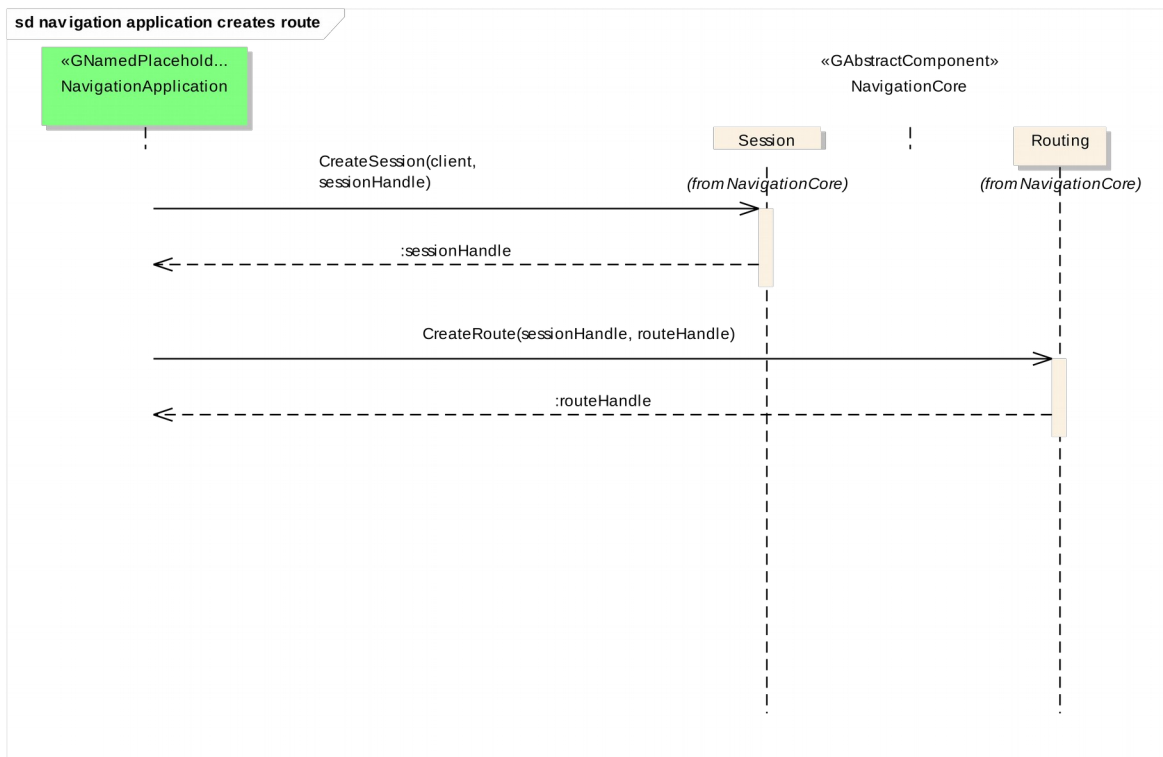 sd navigation application creates route
«GNamedPlacehold...
NavigationApplication
«GAbstractComponent»
NavigationCore
Session
Routing
(from NavigationCore)
(from NavigationCore)
CreateSession(client,
sessionHandle)
:sessionHandle
CreateRoute(sessionHandle, routeHandle)
:routeHandle